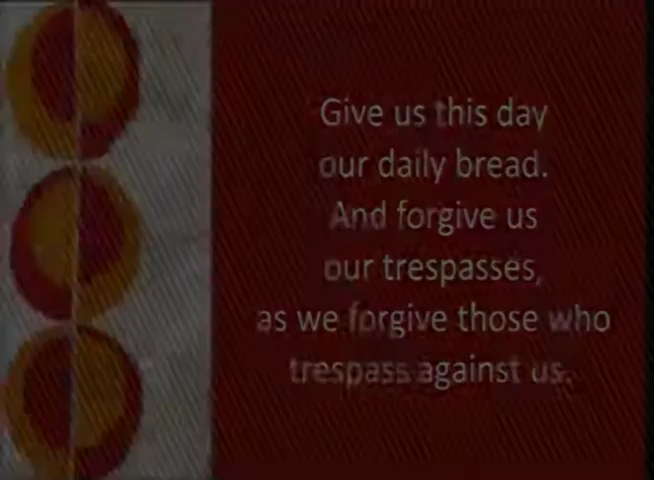 Give us this day
our daily bread.
And forgive us
our trespasses,
as we forgive those who
trespass against us.